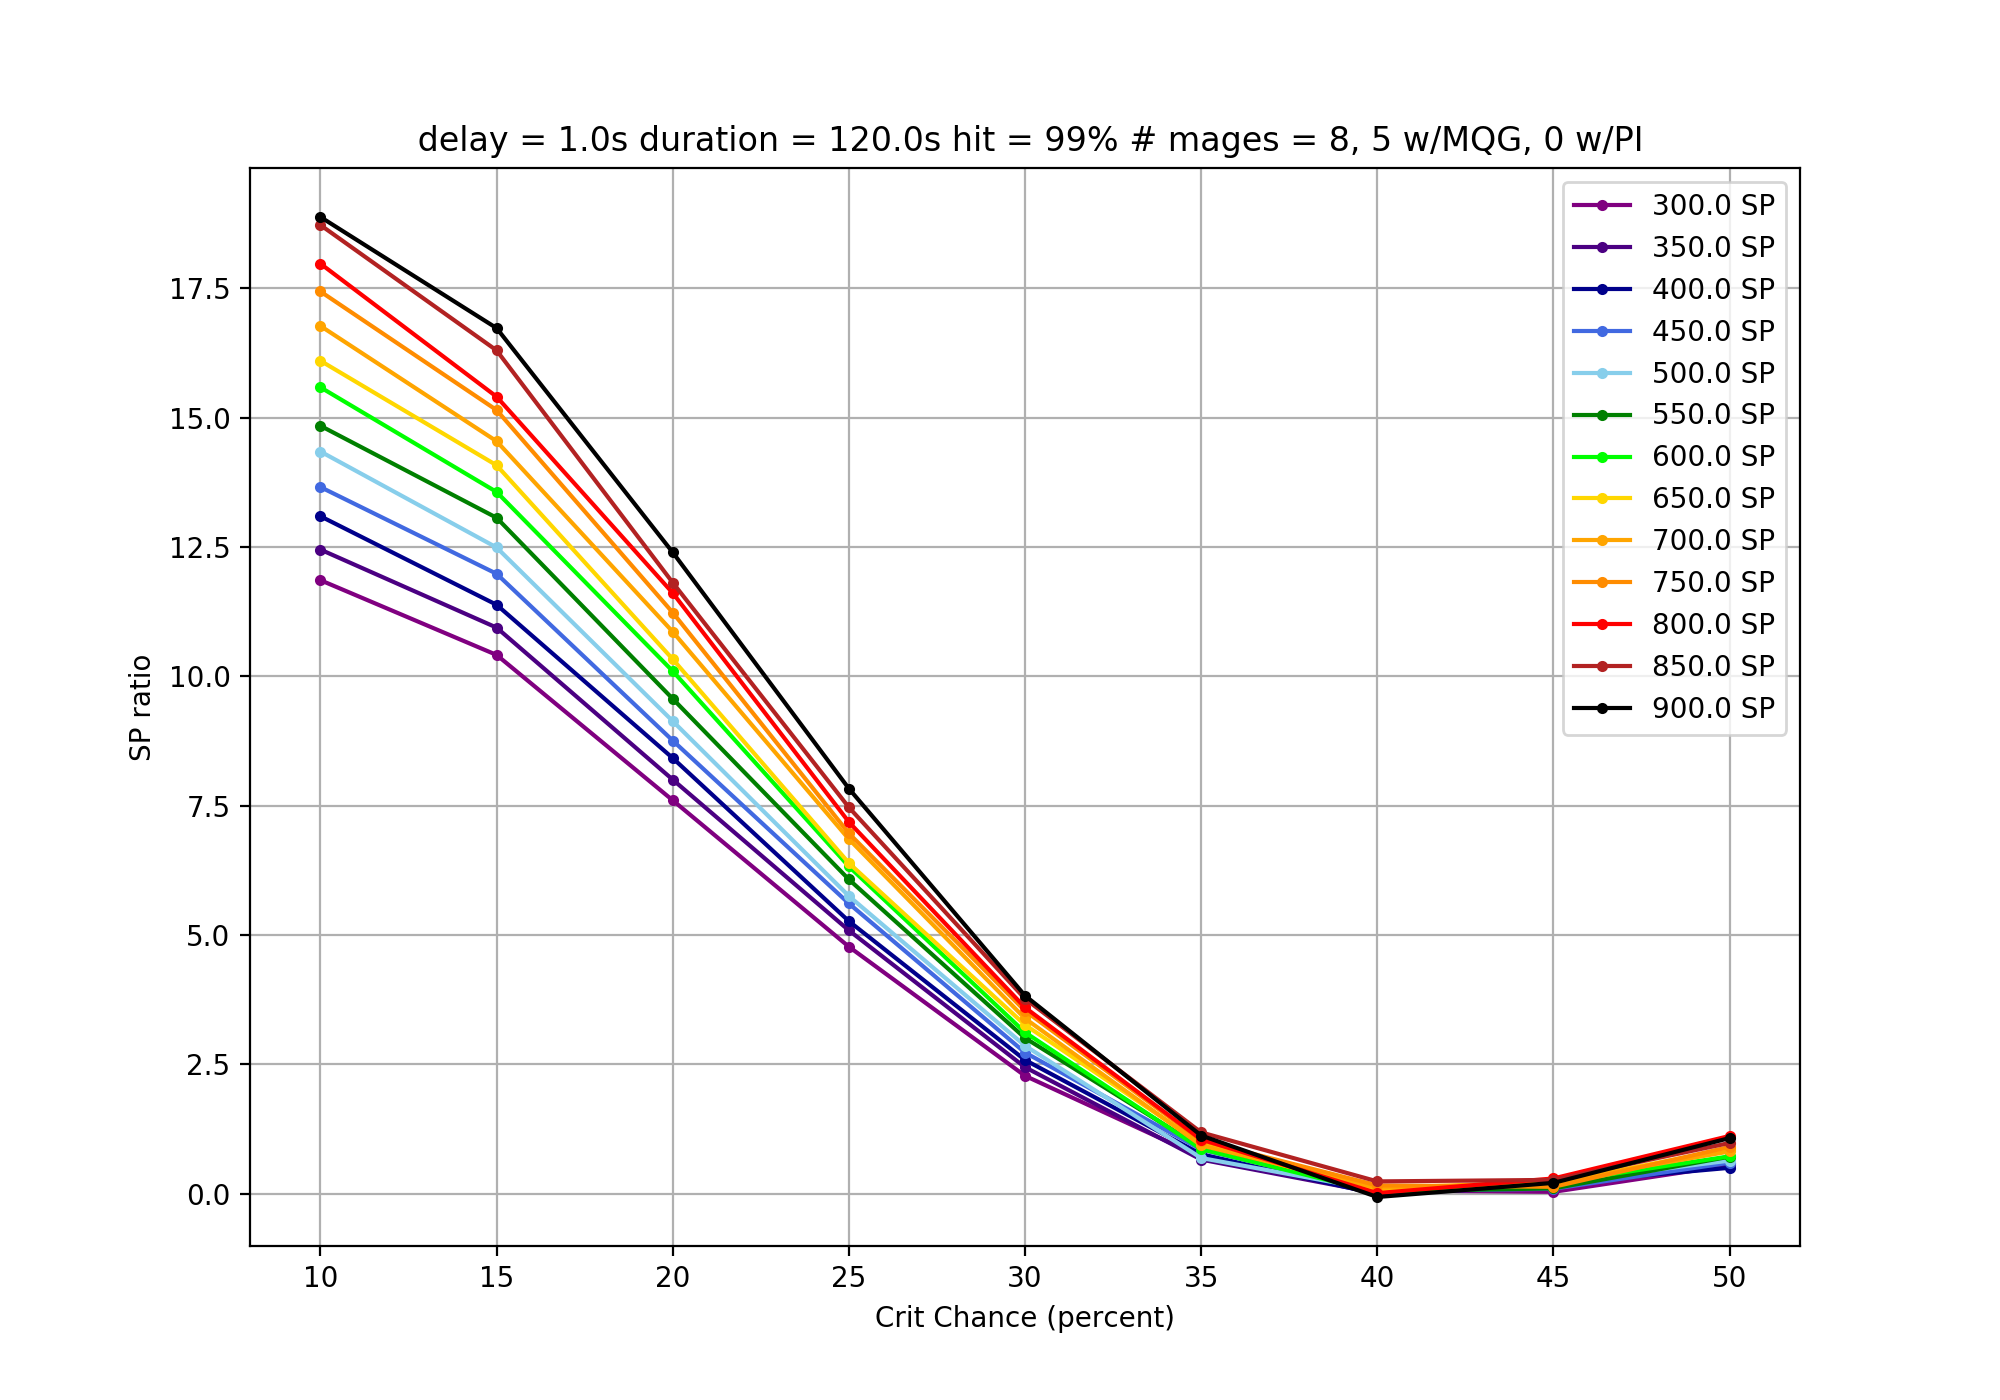 delay = 1.0s duration = 120.0s hit = 99% # mages = 8, 5 w/MQG, 0 w/PI
300.0 SP
350.0 SP
400.0 SP
450.0 SP
500.0 SP
550.0 SP
600.0 SP
650.0 SP
700.0 SP
750.0 SP
800.0 SP
850.0 SP
900.0 SP
SP ratio
17.5
15.0
12.5
10.0
7.5
5.0
2.5
0.0
10 15 20 25 30 35 40 45 50
Crit Chance (percent)